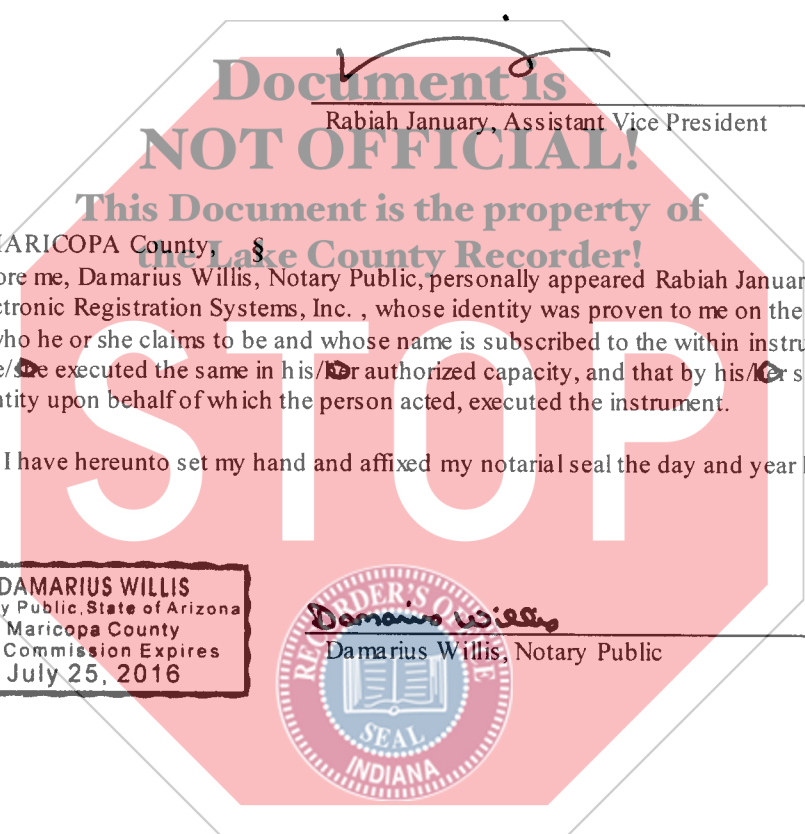 Document is
Rabiah January, Assistant Vice President
NOT OFFICIAL!
This Document is the property of
the Lake County Recorder!
MARICOPA County, §
ore me, Damarius Willis, Notary Public, personally appeared Rabiah Januar
ctronic Registration Systems, Inc. , whose identity was proven to me on the
who he or she claims to be and whose name is subscribed to the within instru
e/she executed the same in his/her authorized capacity, and that by his/her s
ntity upon behalf of which the person acted, executed the instrument.
STOP
I have hereunto set my hand and affixed my notarial seal the day and year
DAMARIUS WILLIS
y Public, State of Arizona
Maricopa County
Commission Expires
July 25, 2016
Damarius Willis
Damarius Willis, Notary Public
RECORDER'S OFFICE
SEAL
INDIANA